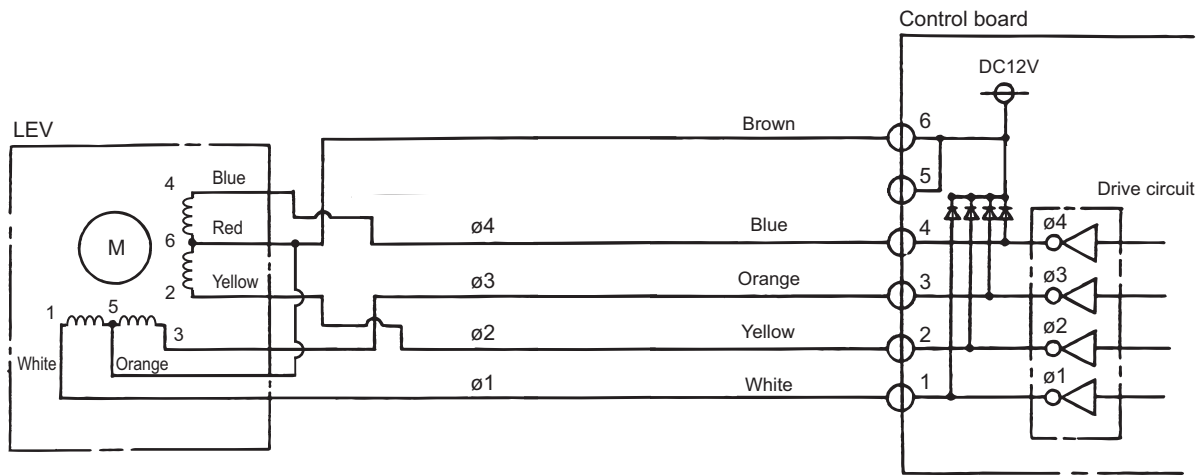 Control board
DC12V
LEV
Brown
6
5
4
Blue
Drive circuit
Red
6
M
ø4
Blue
4
ø4
Yellow
2
ø3
Orange
3
ø3
1
5
3
ø2
Yellow
2
ø2
White
Orange
ø1
White
1
ø1